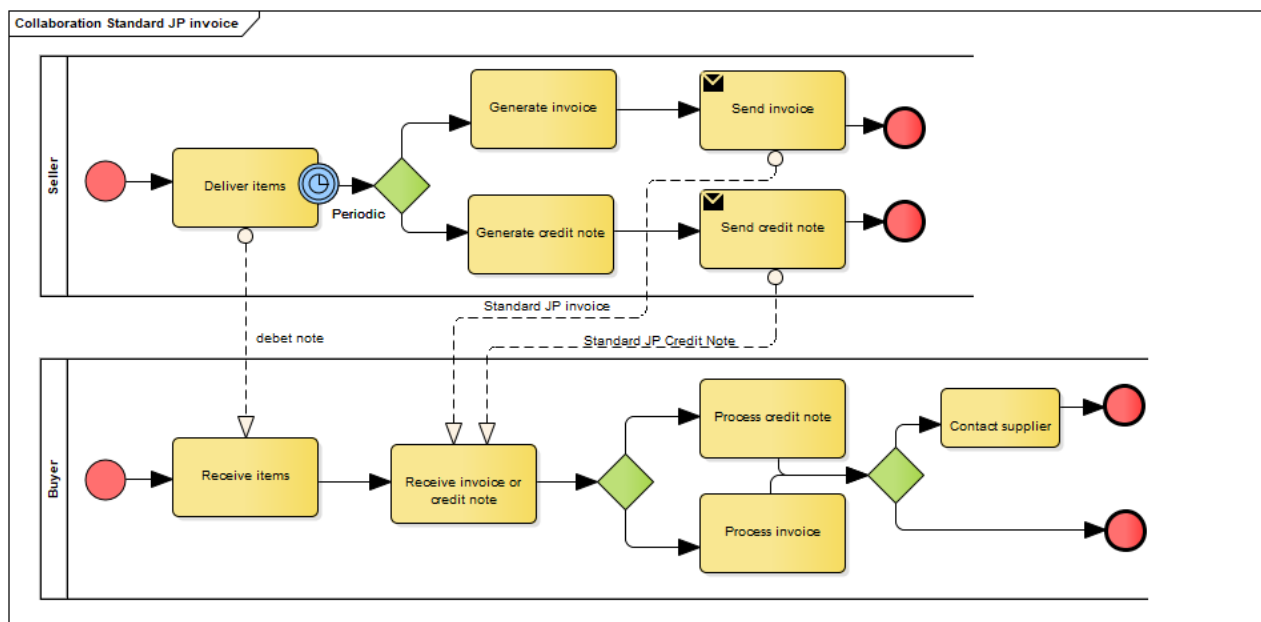 Collaboration Standard JP invoice
Seller
Deliver items
Periodic
Generate invoice
Send invoice
Generate credit note
Send credit note
Standard JP invoice
debet note
Standard JP Credit Note
Buyer
Receive items
Receive invoice or
credit note
Process credit note
Process invoice
Contact supplier